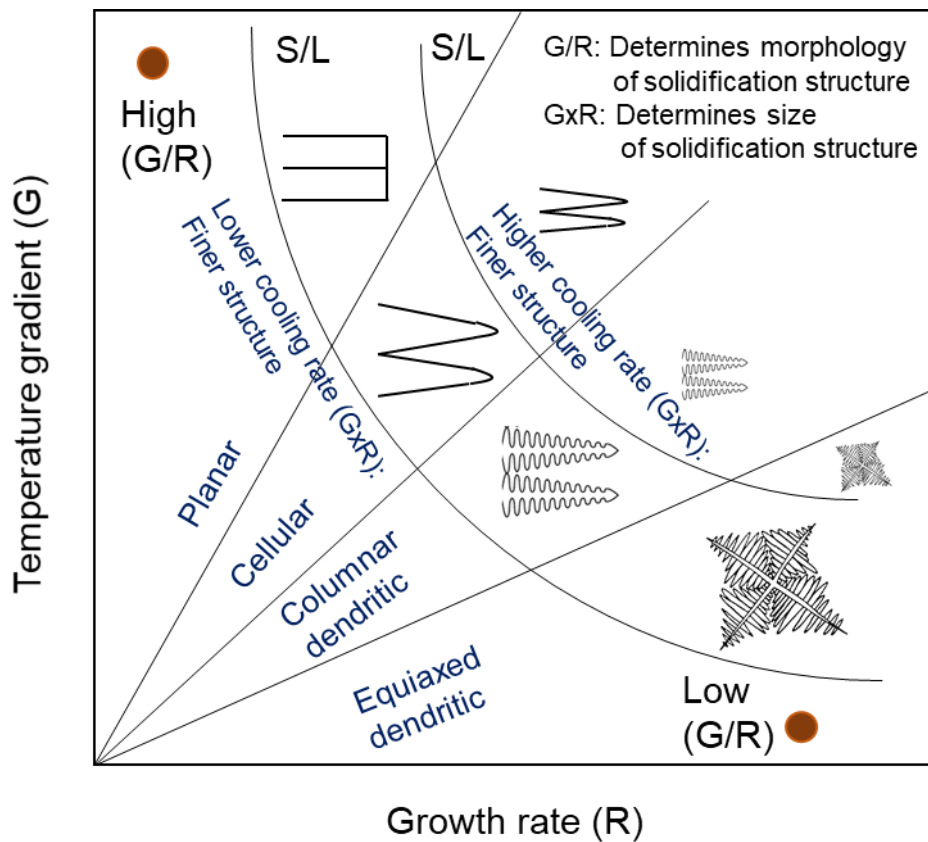 S/L
S/L
G/R: Determines morphology
of solidification structure
GxR: Determines size
of solidification structure
High
(G/R)
Lower cooling rate (GxR):
Finer structure
Higher cooling rate (GxR):
Finer structure
Planar
Cellular
Columnar
dendritic
Equiaxed
dendritic
Low
(G/R)
Temperature gradient (G)
Growth rate (R)